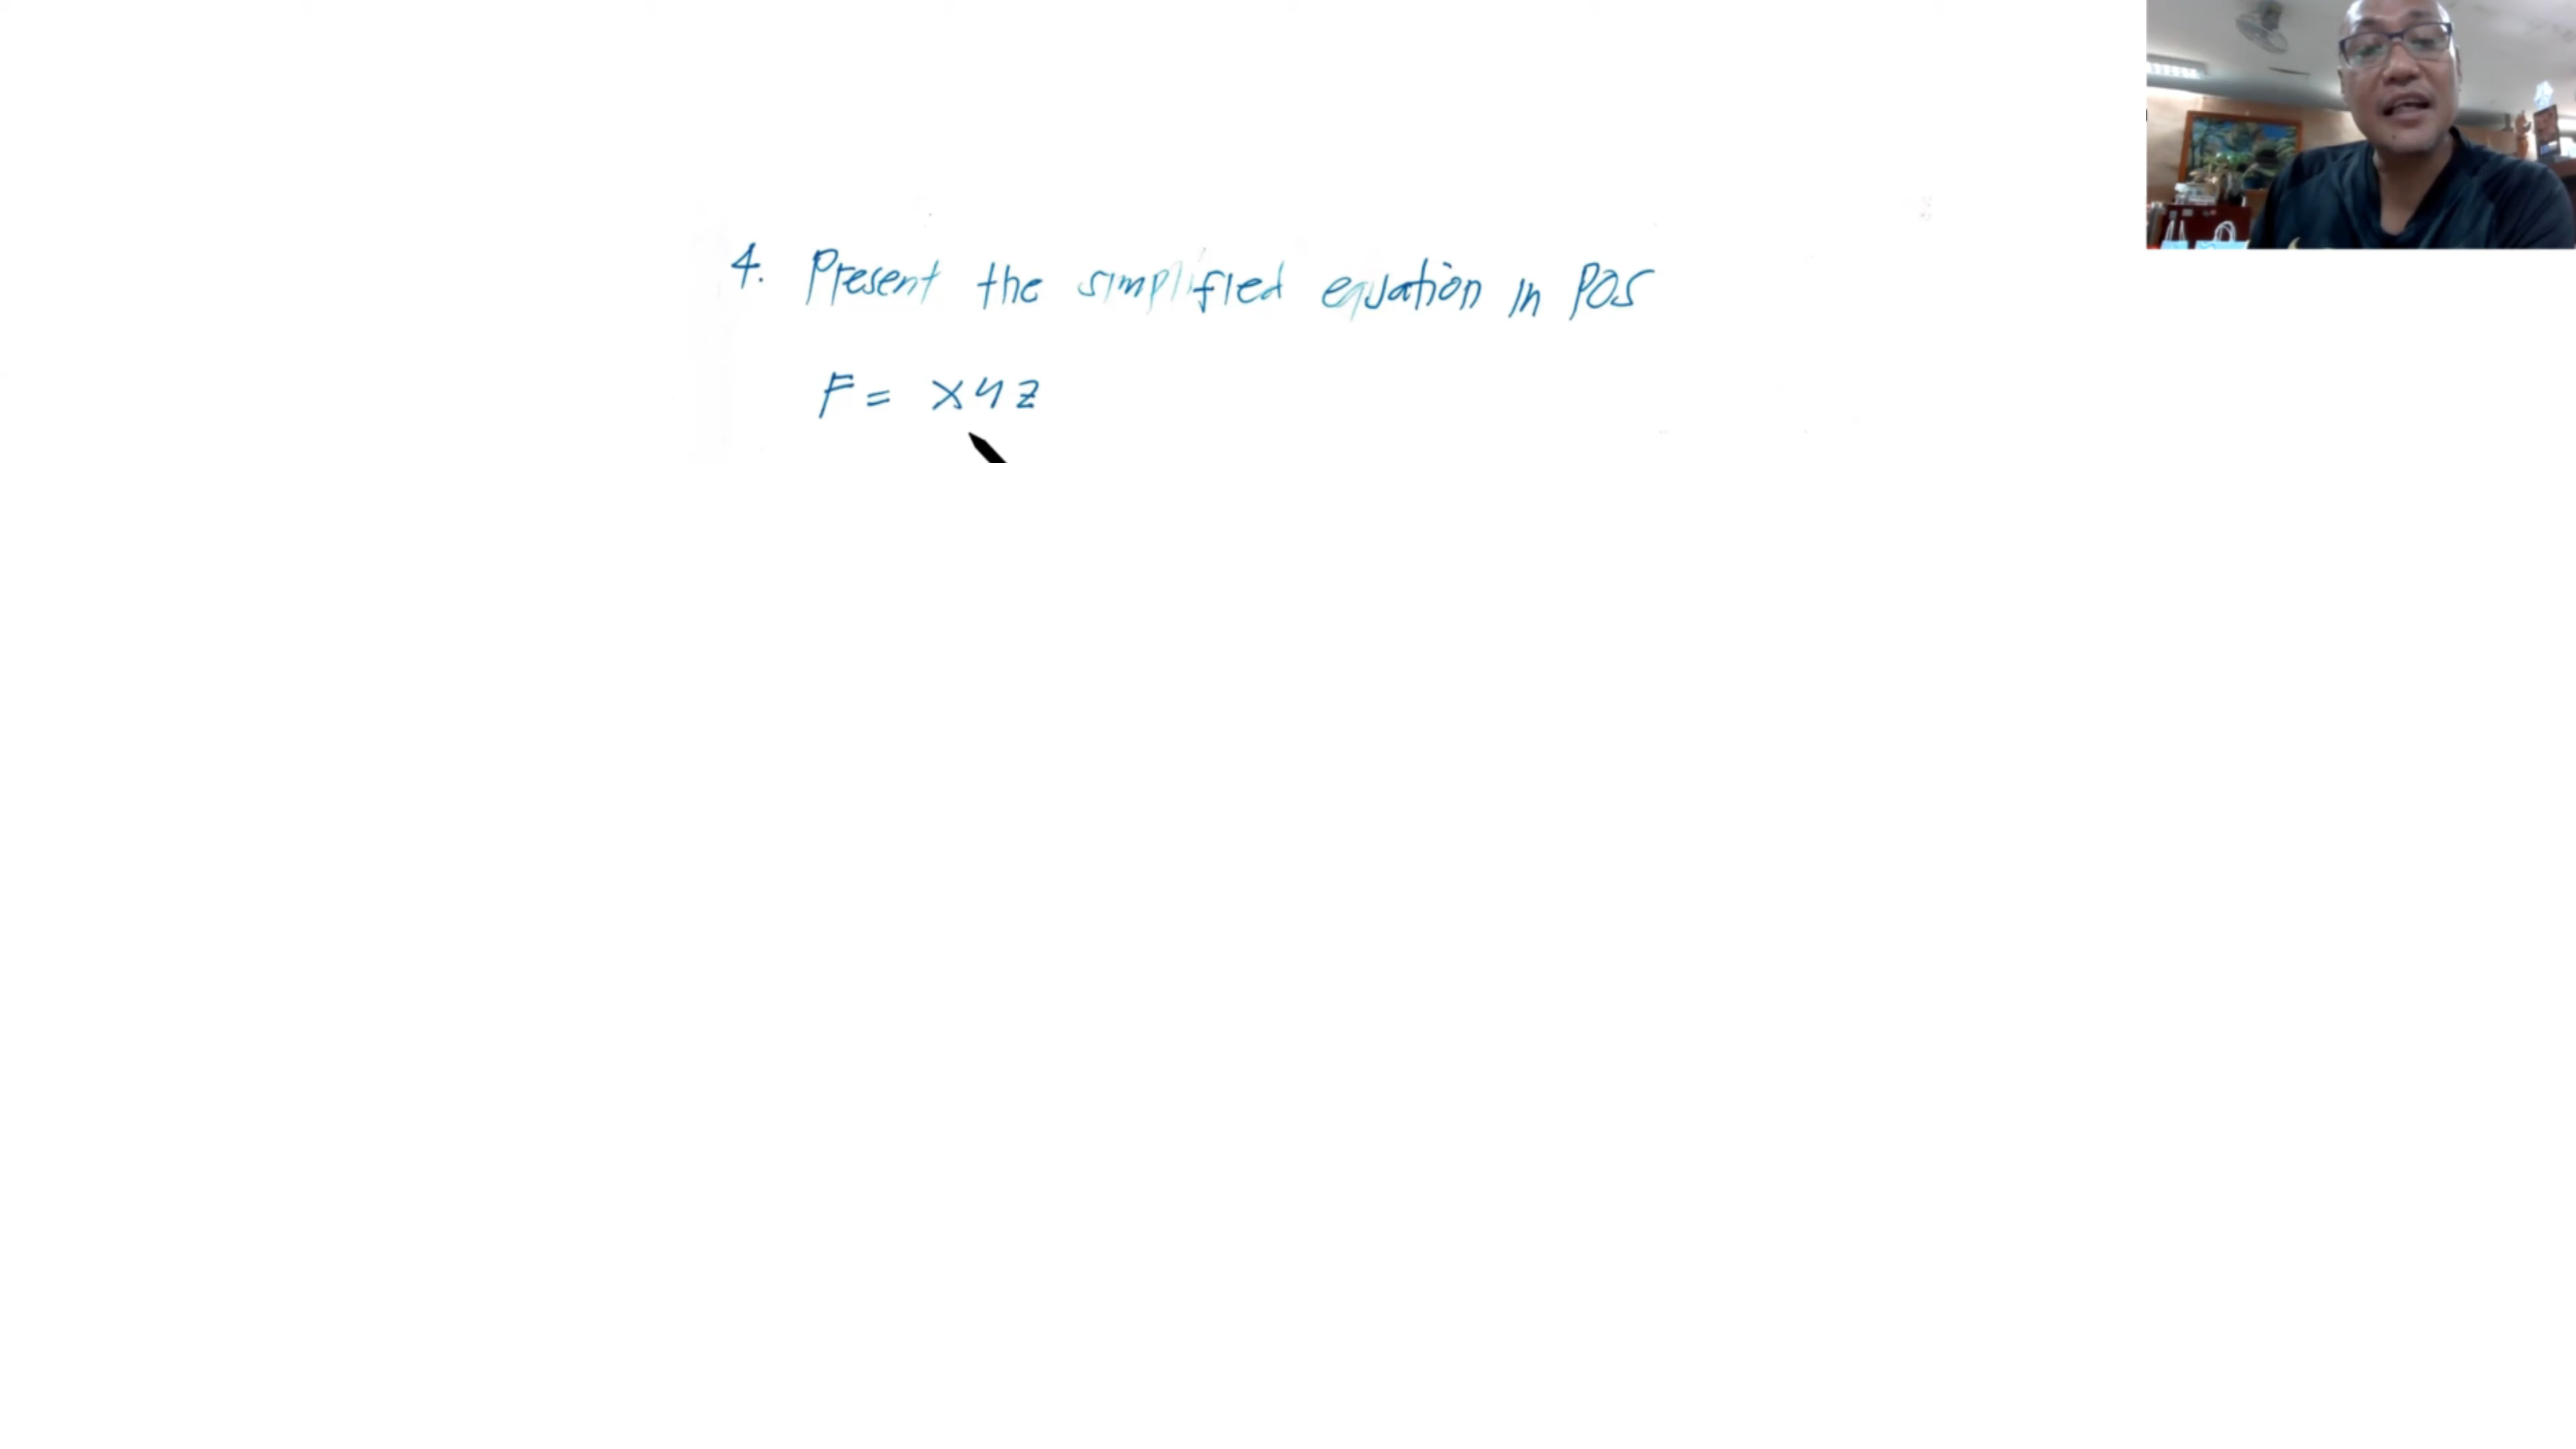 4. Present the simplified equation in POS
F = xyz